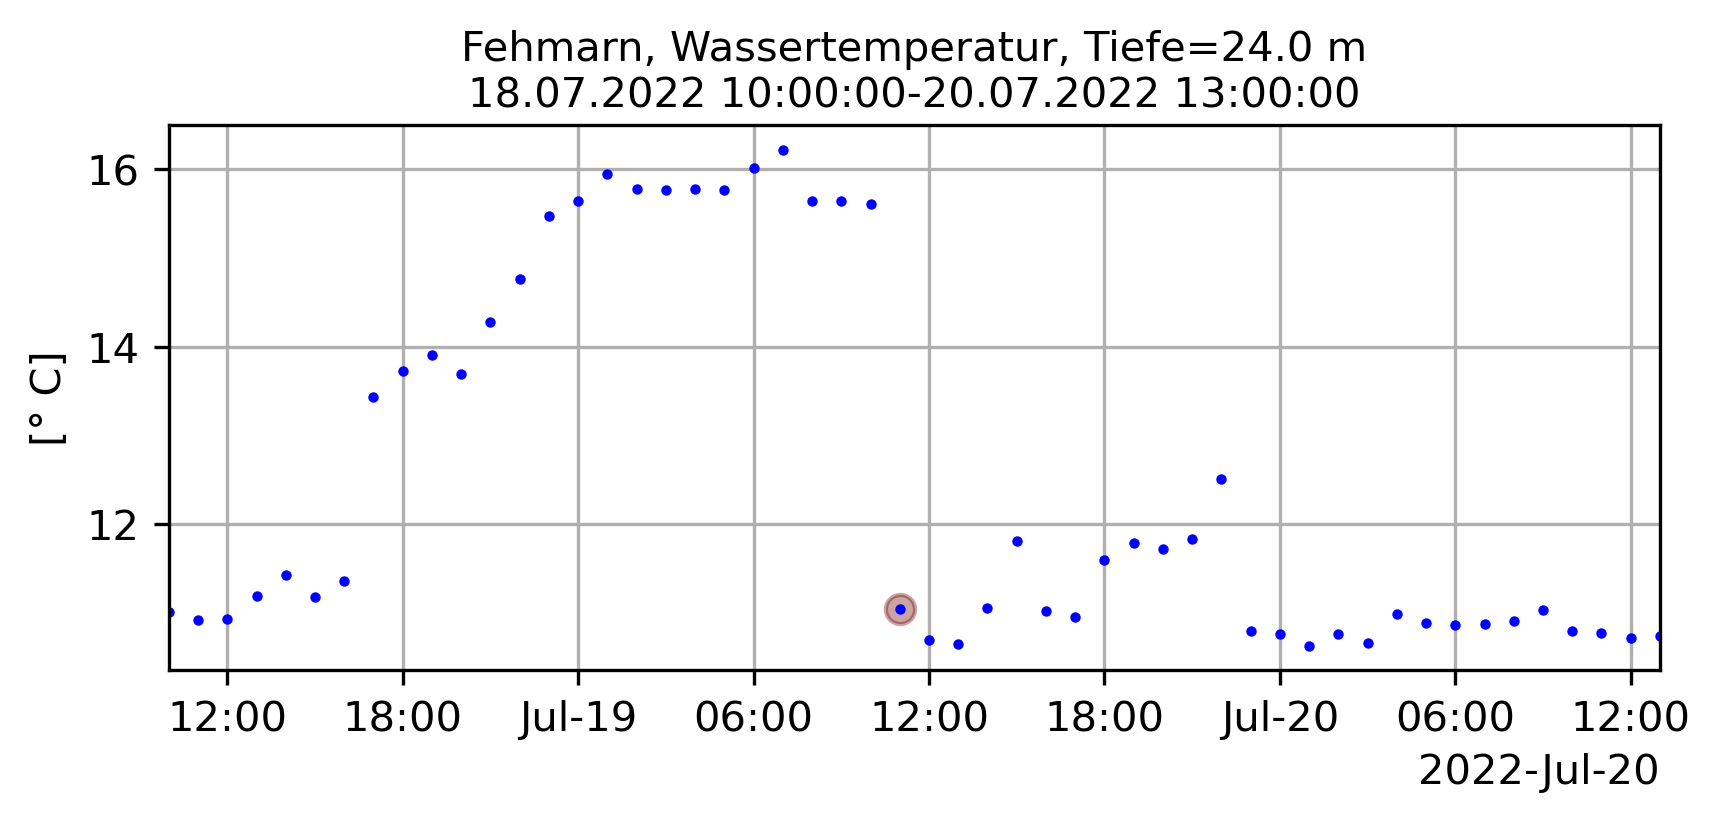 Fehmarn, Wassertemperatur, Tiefe=24.0 m
18.07.2022 10:00:00-20.07.2022 13:00:00
16
14
12
[° C]
12:00 18:00 Jul-19 06:00 12:00 18:00 Jul-20 06:00 12:00
2022-Jul-20